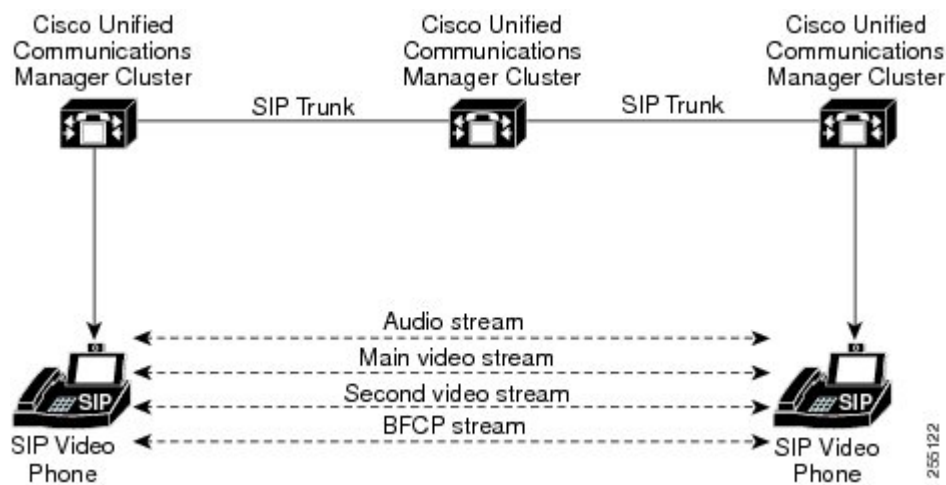 Cisco Unified
Communications
Manager Cluster
Cisco Unified
Communications
Manager Cluster
Cisco Unified
Communications
Manager Cluster
SIP Trunk
SIP Trunk
Audio stream
Main video stream
Second video stream
BFCP stream
SIP
SIP Video
Phone
SIP
SIP Video
Phone
255122